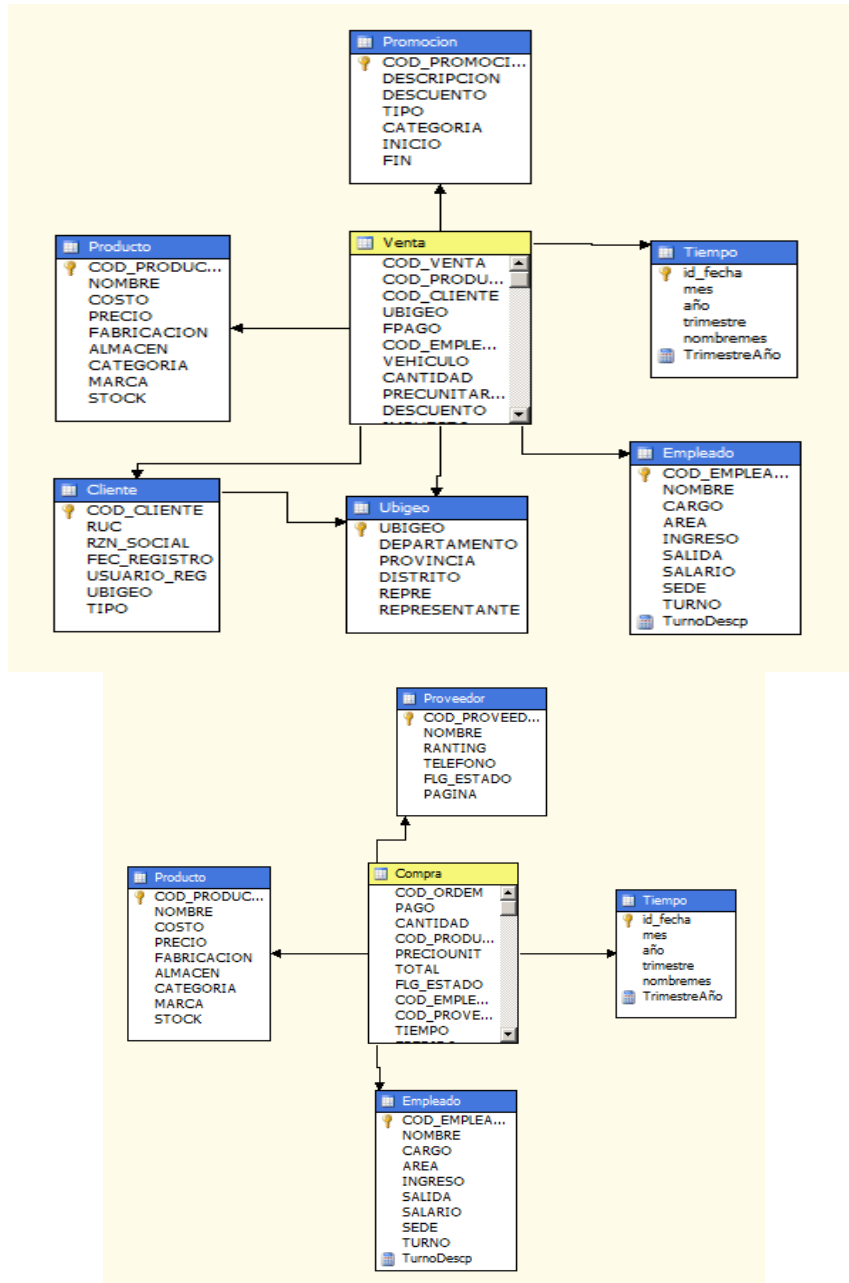 Promocion
COD_PROMOCI...
DESCRIPCION
DESCUENTO
TIPO
CATEGORIA
INICIO
FIN
Producto
COD_PRODUC...
NOMBRE
COSTO
PRECIO
FABRICACION
ALMACEN
CATEGORIA
MARCA
STOCK
Venta
COD_VENTA
COD_PRODU...
COD_CLIENTE
UBIGEO
FPAGO
COD_EMPLE...
VEHICULO
CANTIDAD
PRECUNITAR...
DESCUENTO
Tiempo
id_fecha
mes
año
trimestre
nombremes
TrimestreAño
Cliente
COD_CLIENTE
RUC
RZN_SOCIAL
FEC_REGISTRO
USUARIO_REG
UBIGEO
TIPO
Ubigeo
UBIGEO
DEPARTAMENTO
PROVINCIA
DISTRITO
REPRE
REPRESENTANTE
Empleado
COD_EMPLEA...
NOMBRE
CARGO
AREA
INGRESO
SALIDA
SALARIO
SEDE
TURNO
TurnoDescp
Proveedor
COD_PROVEED...
NOMBRE
RANTING
TELEFONO
FLG_ESTADO
PAGINA
Producto
COD_PRODUC...
NOMBRE
COSTO
PRECIO
FABRICACION
ALMACEN
CATEGORIA
MARCA
STOCK
Compra
COD_ORDEM
PAGO
CANTIDAD
COD_PRODU...
PRECIOUNIT
TOTAL
FLG_ESTADO
COD_EMPLE...
COD_PROVE...
TIEMPO
Tiempo
id_fecha
mes
año
trimestre
nombremes
TrimestreAño
Empleado
COD_EMPLEA...
NOMBRE
CARGO
AREA
INGRESO
SALIDA
SALARIO
SEDE
TURNO
TurnoDescp